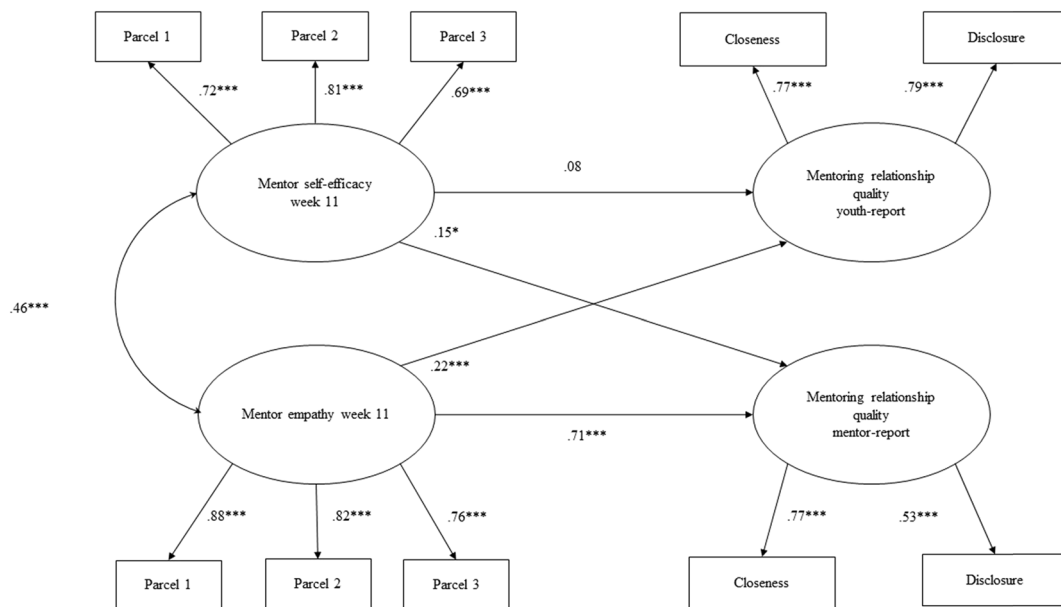 Parcel 1
Parcel 2
Parcel 3
Closeness
Disclosure
.72***
.81***
.69***
.77***
.79***
Mentor self-efficacy
week 11
.08
Mentoring relationship
quality
youth-report
.15*
.46***
.22***
Mentor empathy week 11
.71***
Mentoring relationship
quality
mentor-report
.88***
.82***
.76***
.77***
.53***
Parcel 1
Parcel 2
Parcel 3
Closeness
Disclosure